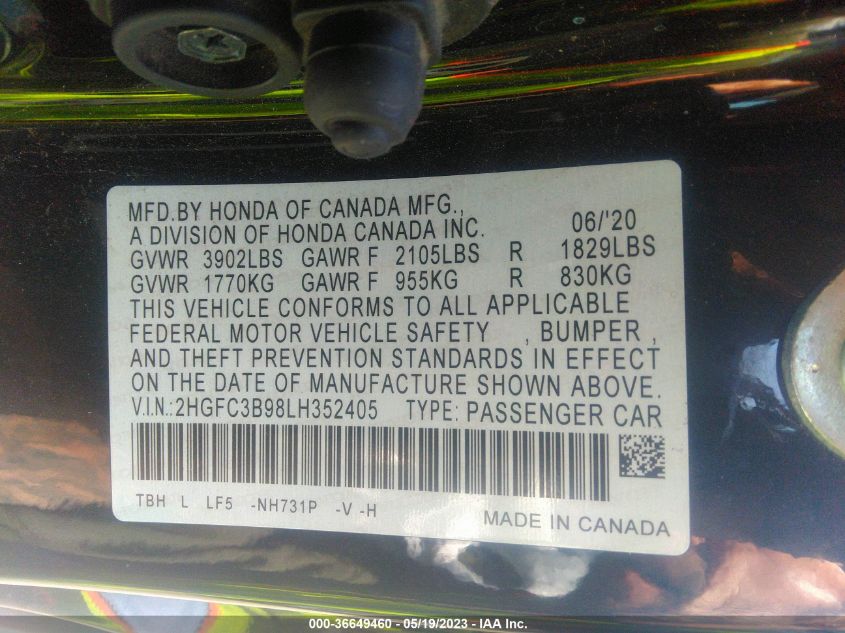 MFD.BY HONDA OF CANADA MFG.,
A DIVISION OF HONDA CANADA INC. 06/'20
GVWR 3902LBS GAWR F 2105LBS R 1829LBS
GVWR 1770KG GAWR F 955KG R 830KG
THIS VEHICLE CONFORMS TO ALL APPLICABLE
FEDERAL MOTOR VEHICLE SAFETY , BUMPER ,
AND THEFT PREVENTION STANDARDS IN EFFECT
ON THE DATE OF MANUFACTURE SHOWN ABOVE.
V.I.N.:2HGFC3B98LH352405 TYPE: PASSENGER CAR
TBH L LF5 -NH731P -V -H
MADE IN CANADA
000-36649460 - 05/19/2023 - IAA Inc.